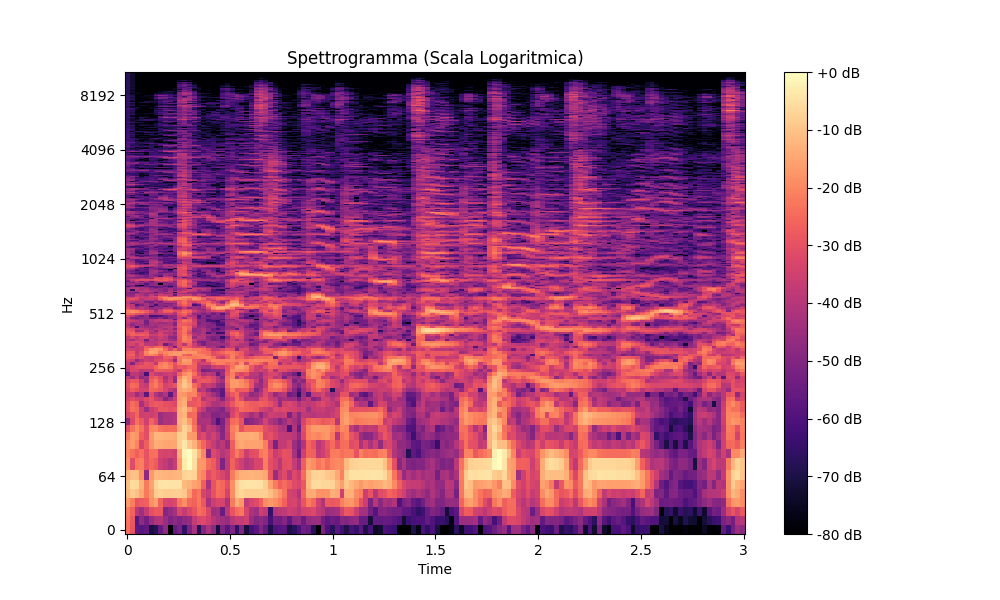 Spettrogramma (Scala Logaritmica)
Hz
8192
4096
2048
1024
512
256
128
64
0
0 0.5 1 1.5 2 2.5 3
Time
+0 dB
-10 dB
-20 dB
-30 dB
-40 dB
-50 dB
-60 dB
-70 dB
-80 dB